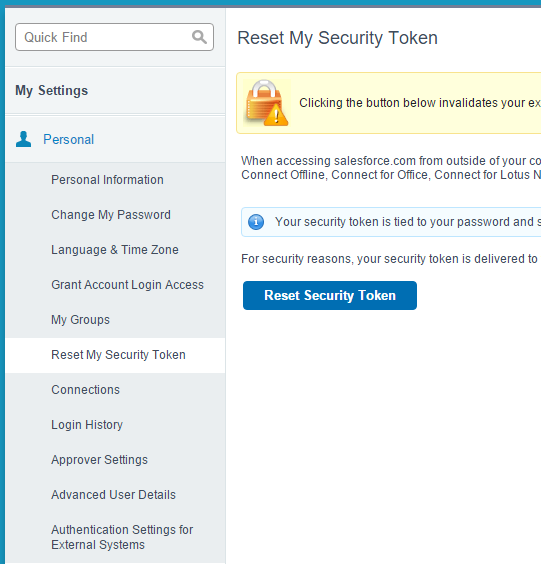 Quick Find
My Settings
Personal
Personal Information
Change My Password
Language & Time Zone
Grant Account Login Access
My Groups
Reset My Security Token
Connections
Login History
Approver Settings
Advanced User Details
Authentication Settings for
External Systems
Reset My Security Token
Clicking the button below invalidates your ex
When accessing salesforce.com from outside of your co
Connect Offline, Connect for Office, Connect for Lotus N
Your security token is tied to your password and s
For security reasons, your security token is delivered to
Reset Security Token